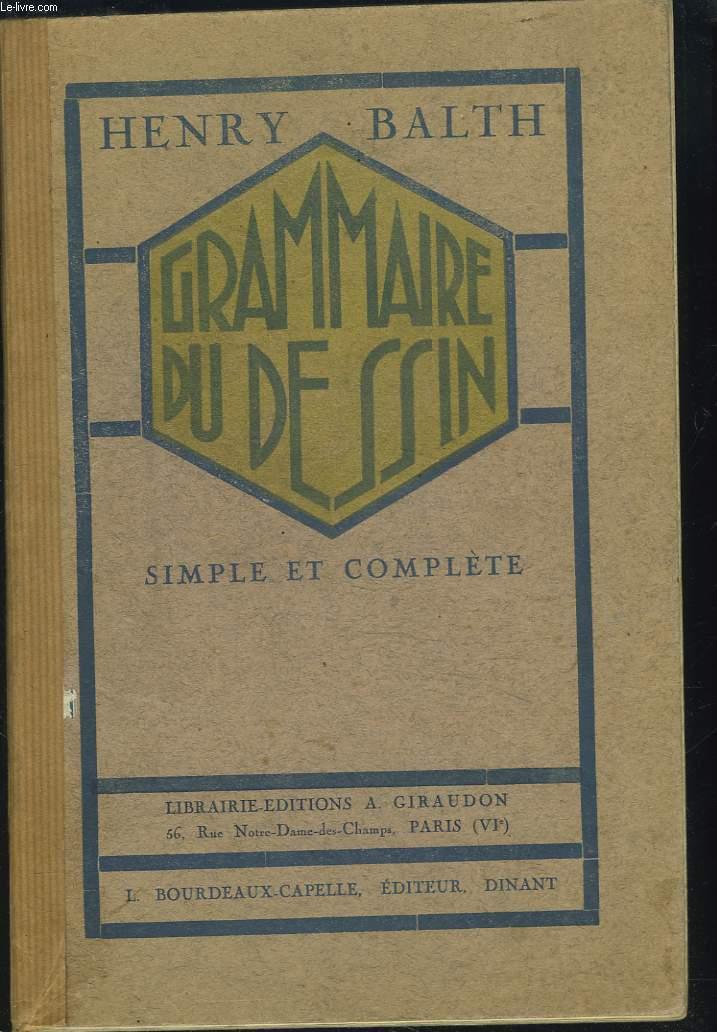 Le-livre.com
HENRY BALTH
GRAMMAIRE
DU DESSIN
SIMPLE ET COMPLÈTE
LIBRAIRIE-EDITIONS A. GIRAUDON
56, Rue Notre-Dame-des-Champs, PARIS (VIe)
L. BOURDEAUX-CAPELLE, ÉDITEUR, DINANT